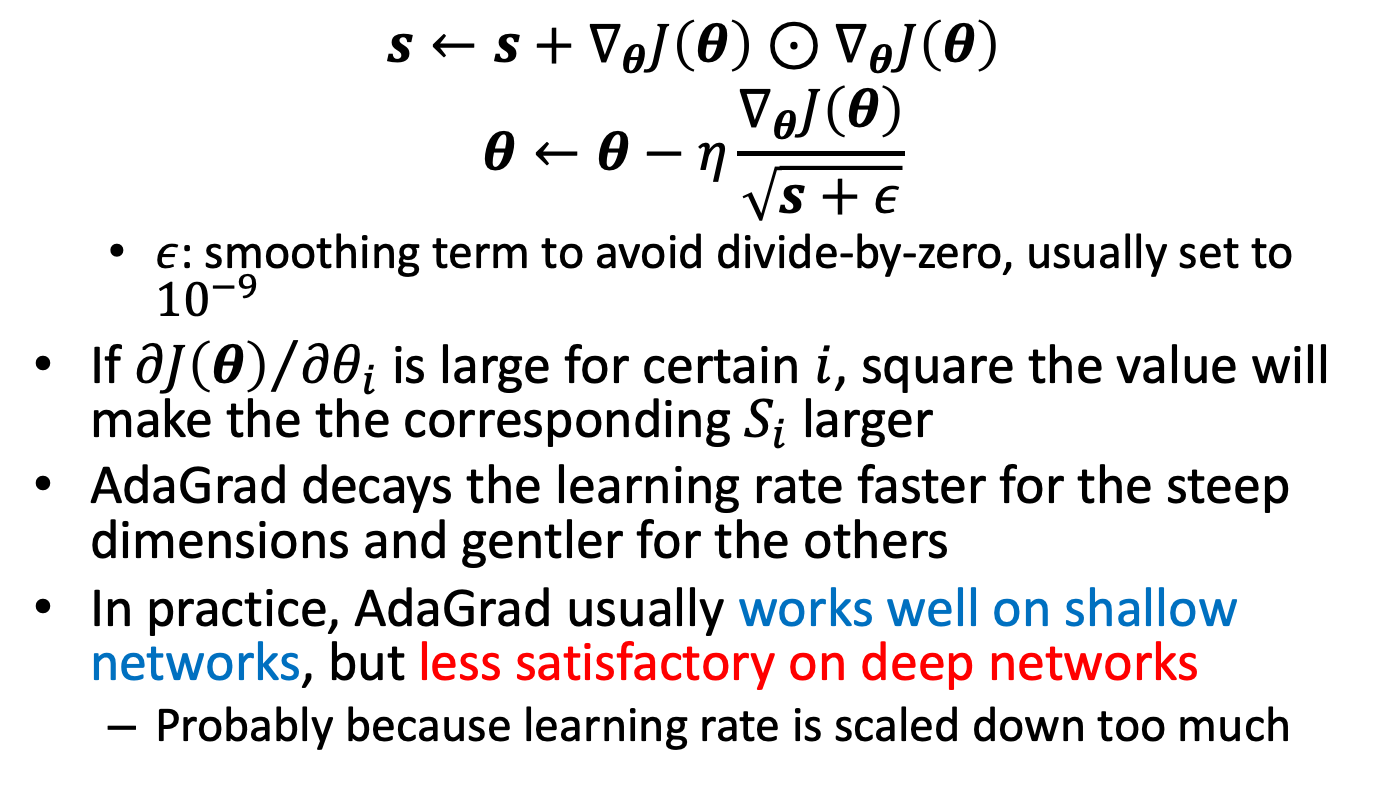 𝒔 ← 𝒔 + ∇_𝜽 J(𝜽) ⊙ ∇_𝜽 J(𝜽)
𝜽 ← 𝜽 − η ∇_𝜽 J(𝜽) / √(𝒔 + ϵ)
• ϵ: smoothing term to avoid divide-by-zero, usually set to
10⁻⁹
• If ∂J(𝜽)/∂θᵢ is large for certain i, square the value will
make the the corresponding Sᵢ larger
• AdaGrad decays the learning rate faster for the steep
dimensions and gentler for the others
• In practice, AdaGrad usually works well on shallow
networks, but less satisfactory on deep networks
– Probably because learning rate is scaled down too much